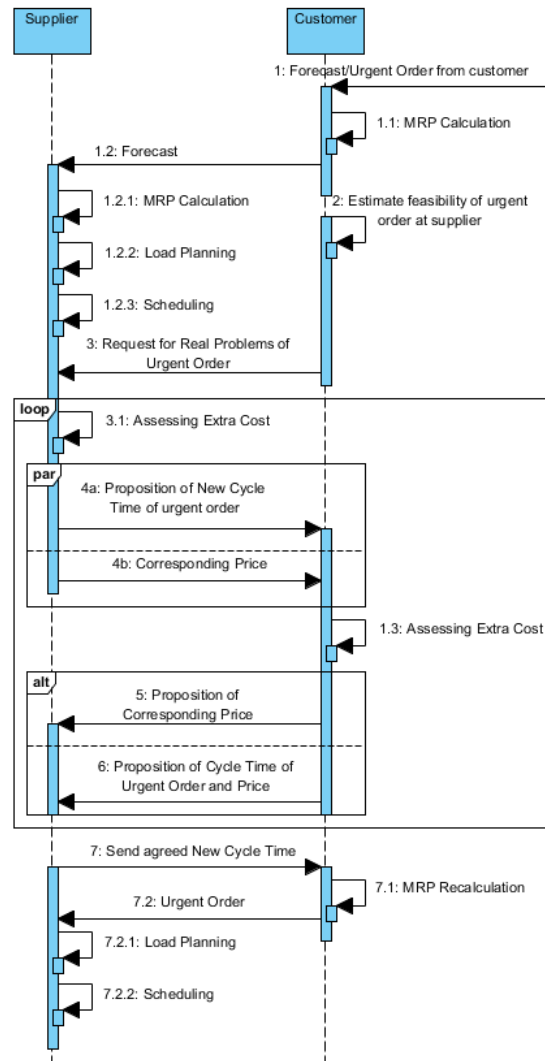 Supplier
Customer
1: Forecast/Urgent Order from customer
1.1: MRP Calculation
1.2: Forecast
1.2.1: MRP Calculation
2: Estimate feasibility of urgent
order at supplier
1.2.2: Load Planning
1.2.3: Scheduling
3: Request for Real Problems of
Urgent Order
loop
3.1: Assessing Extra Cost
par
4a: Proposition of New Cycle
Time of urgent order
4b: Corresponding Price
1.3: Assessing Extra Cost
alt
5: Proposition of
Corresponding Price
6: Proposition of Cycle Time of
Urgent Order and Price
7: Send agreed New Cycle Time
7.1: MRP Recalculation
7.2: Urgent Order
7.2.1: Load Planning
7.2.2: Scheduling